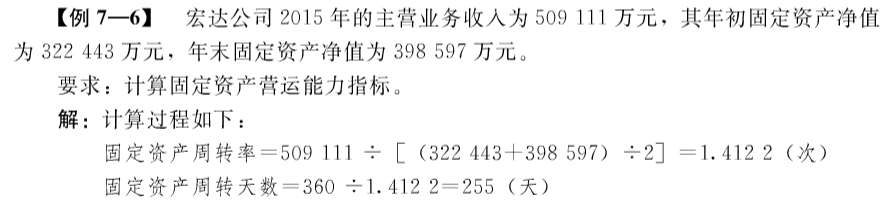 【例 7—6】 宏达公司 2015 年的主营业务收入为 509 111 万元，其年初固定资产净值
为 322 443 万元，年末固定资产净值为 398 597 万元。
要求：计算固定资产营运能力指标。
解：计算过程如下：
固定资产周转率＝509 111 ÷［（322 443＋398 597）÷2］＝1.412 2（次）
固定资产周转天数＝360 ÷1.412 2＝255（天）